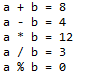 a + b = 8
a - b = 4
a * b = 12
a / b = 3
a % b = 0